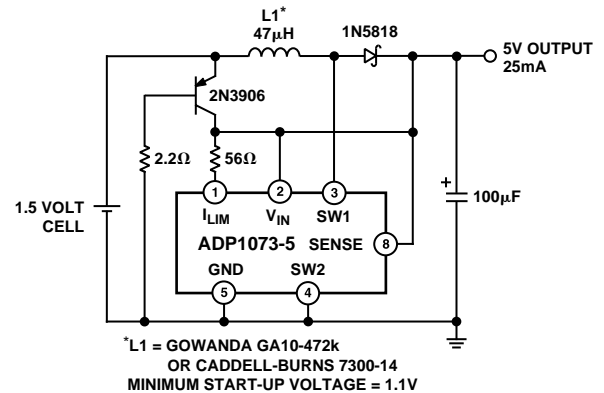 L1*
47μH
1N5818
5V OUTPUT
25mA
2N3906
2.2Ω
56Ω
1
2
3
ILIM
VIN
SW1
1.5 VOLT
CELL
+
100μF
ADP1073-5
SENSE
8
GND
SW2
5
4
*L1 = GOWANDA GA10-472k
OR CADDELL-BURNS 7300-14
MINIMUM START-UP VOLTAGE = 1.1V